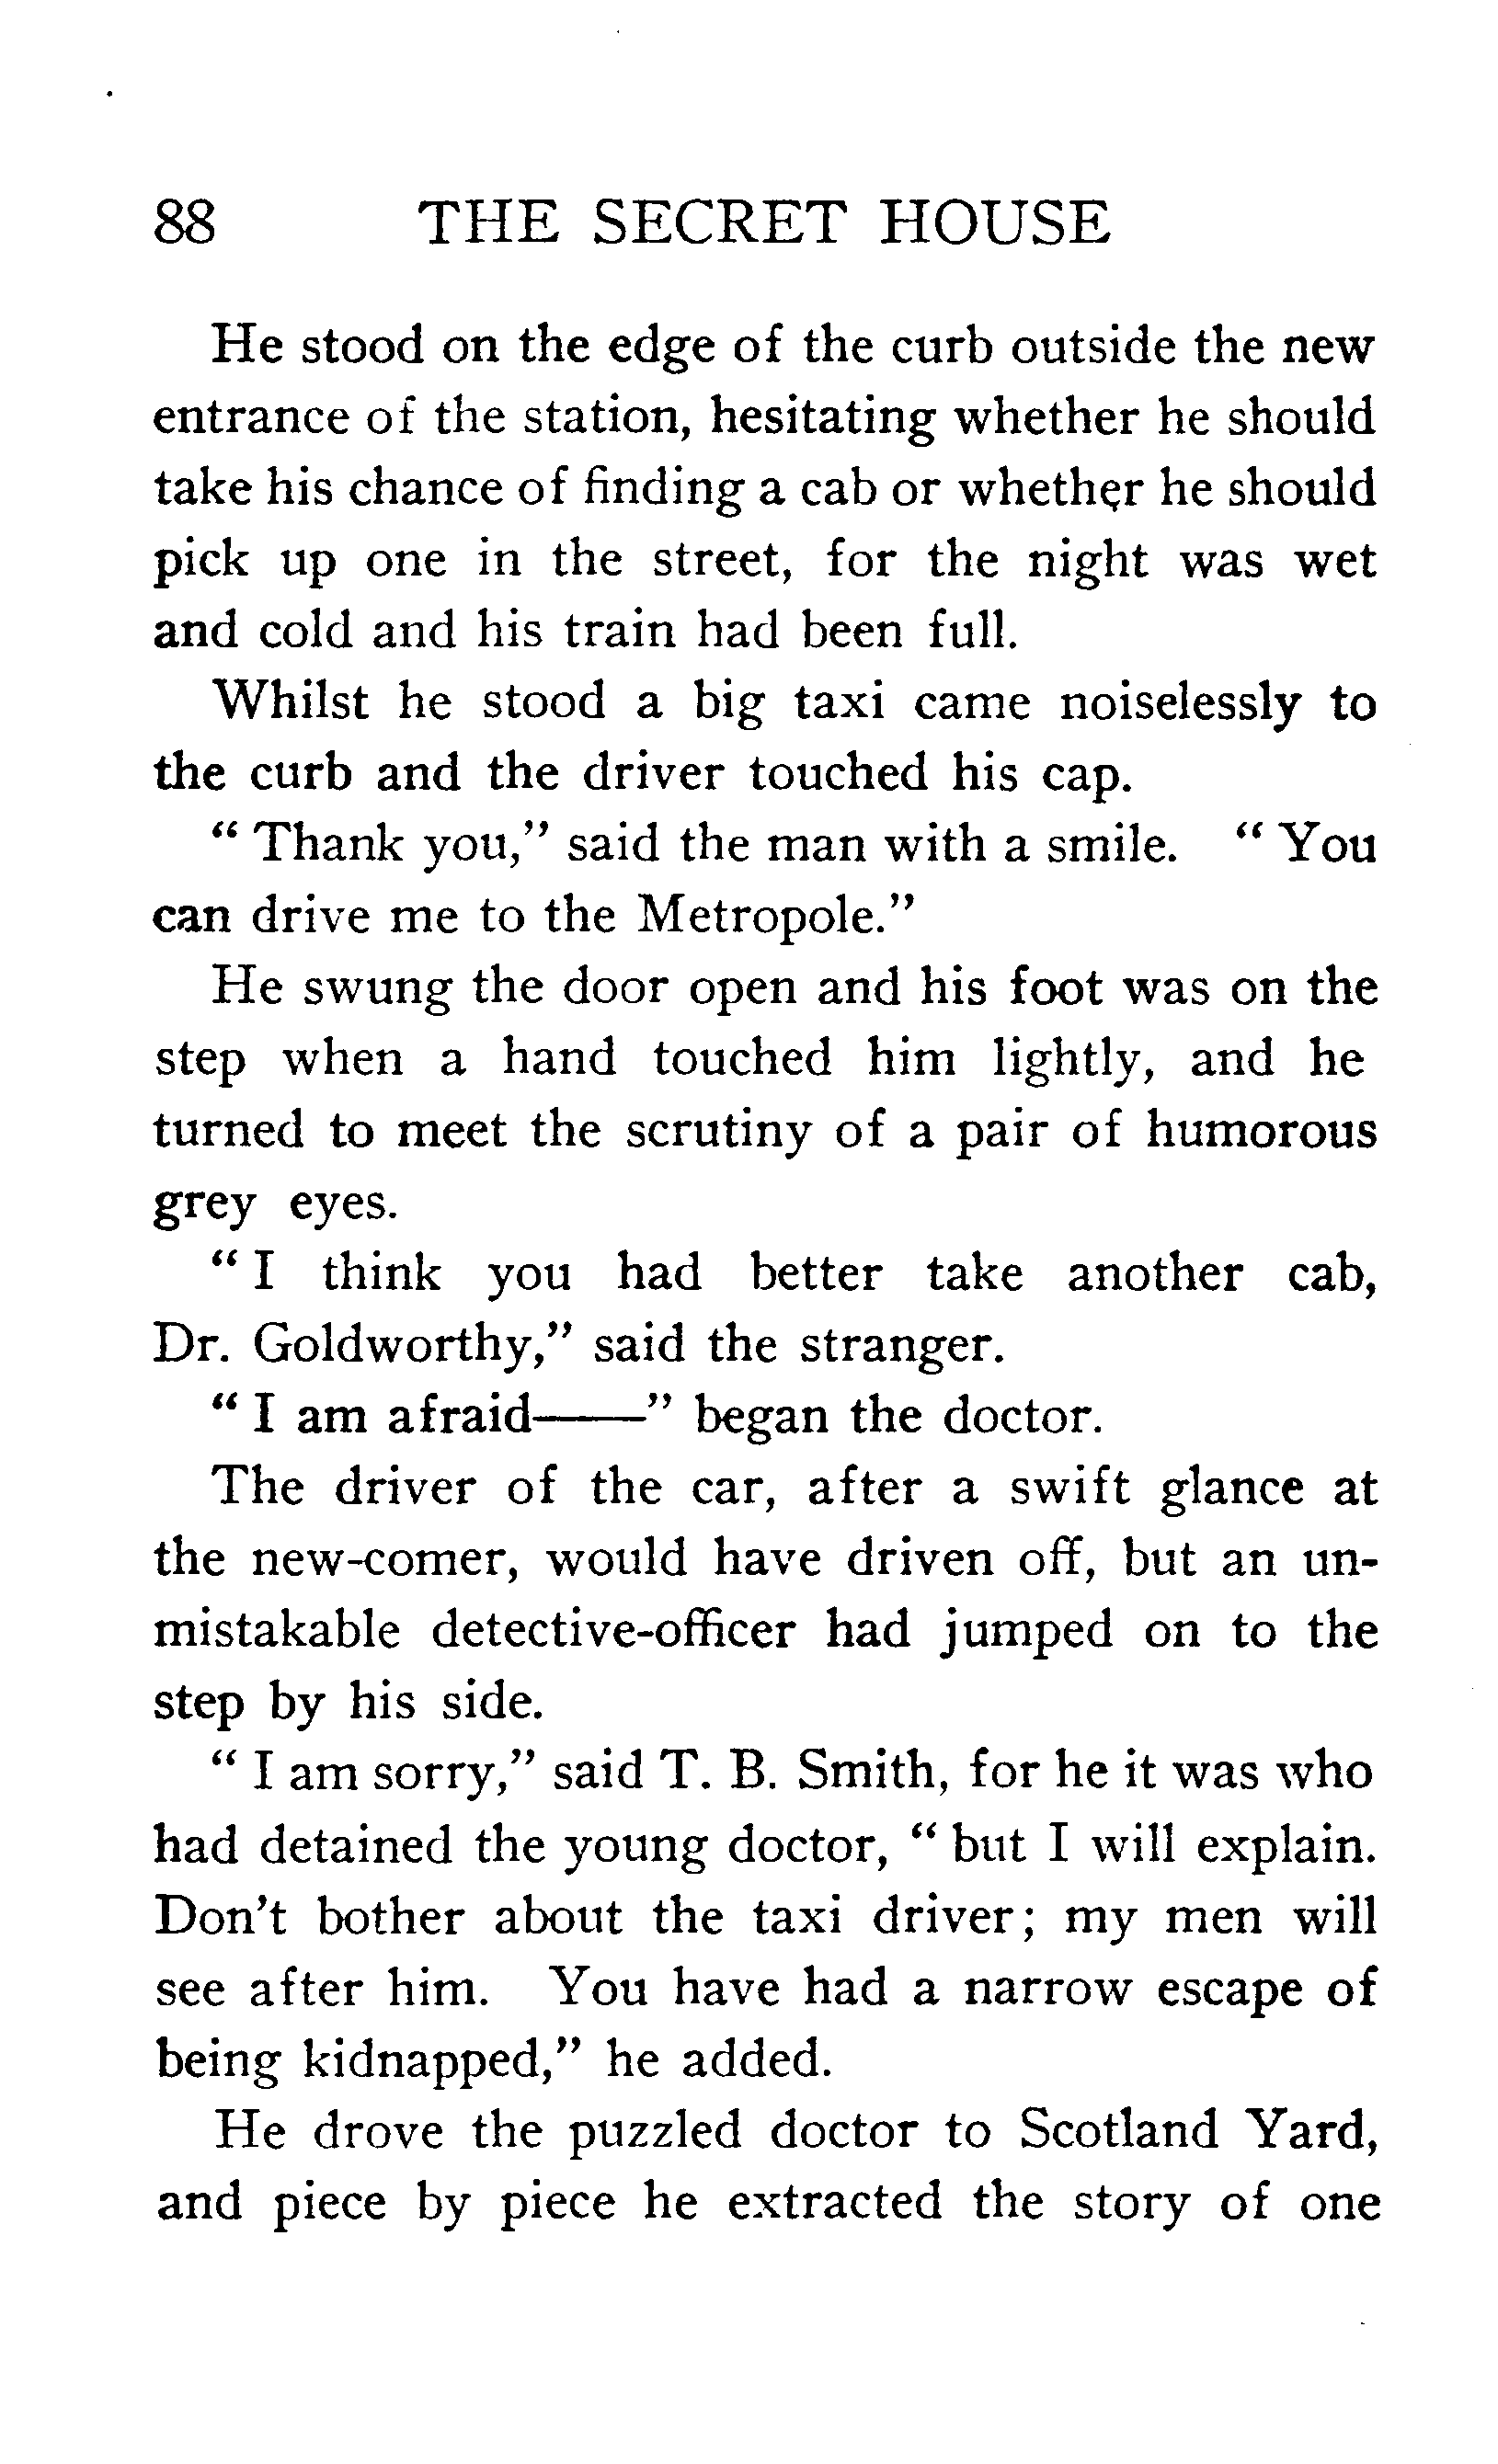 88 THE SECRET HOUSE
He stood on the edge of the curb outside the new
entrance of the station, hesitating whether he should
take his chance of finding a cab or whether he should
pick up one in the street, for the night was wet
and cold and his train had been full.
Whilst he stood a big taxi came noiselessly to
the curb and the driver touched his cap.
" Thank you," said the man with a smile. " You
can drive me to the Metropole."
He swung the door open and his foot was on the
step when a hand touched him lightly, and he
turned to meet the scrutiny of a pair of humorous
grey eyes.
" I think you had better take another cab,
Dr. Goldworthy," said the stranger.
" I am afraid——" began the doctor.
The driver of the car, after a swift glance at
the new-comer, would have driven off, but an un-
mistakable detective-officer had jumped on to the
step by his side.
" I am sorry," said T. B. Smith, for he it was who
had detained the young doctor, " but I will explain.
Don't bother about the taxi driver; my men will
see after him. You have had a narrow escape of
being kidnapped," he added.
He drove the puzzled doctor to Scotland Yard,
and piece by piece he extracted the story of one